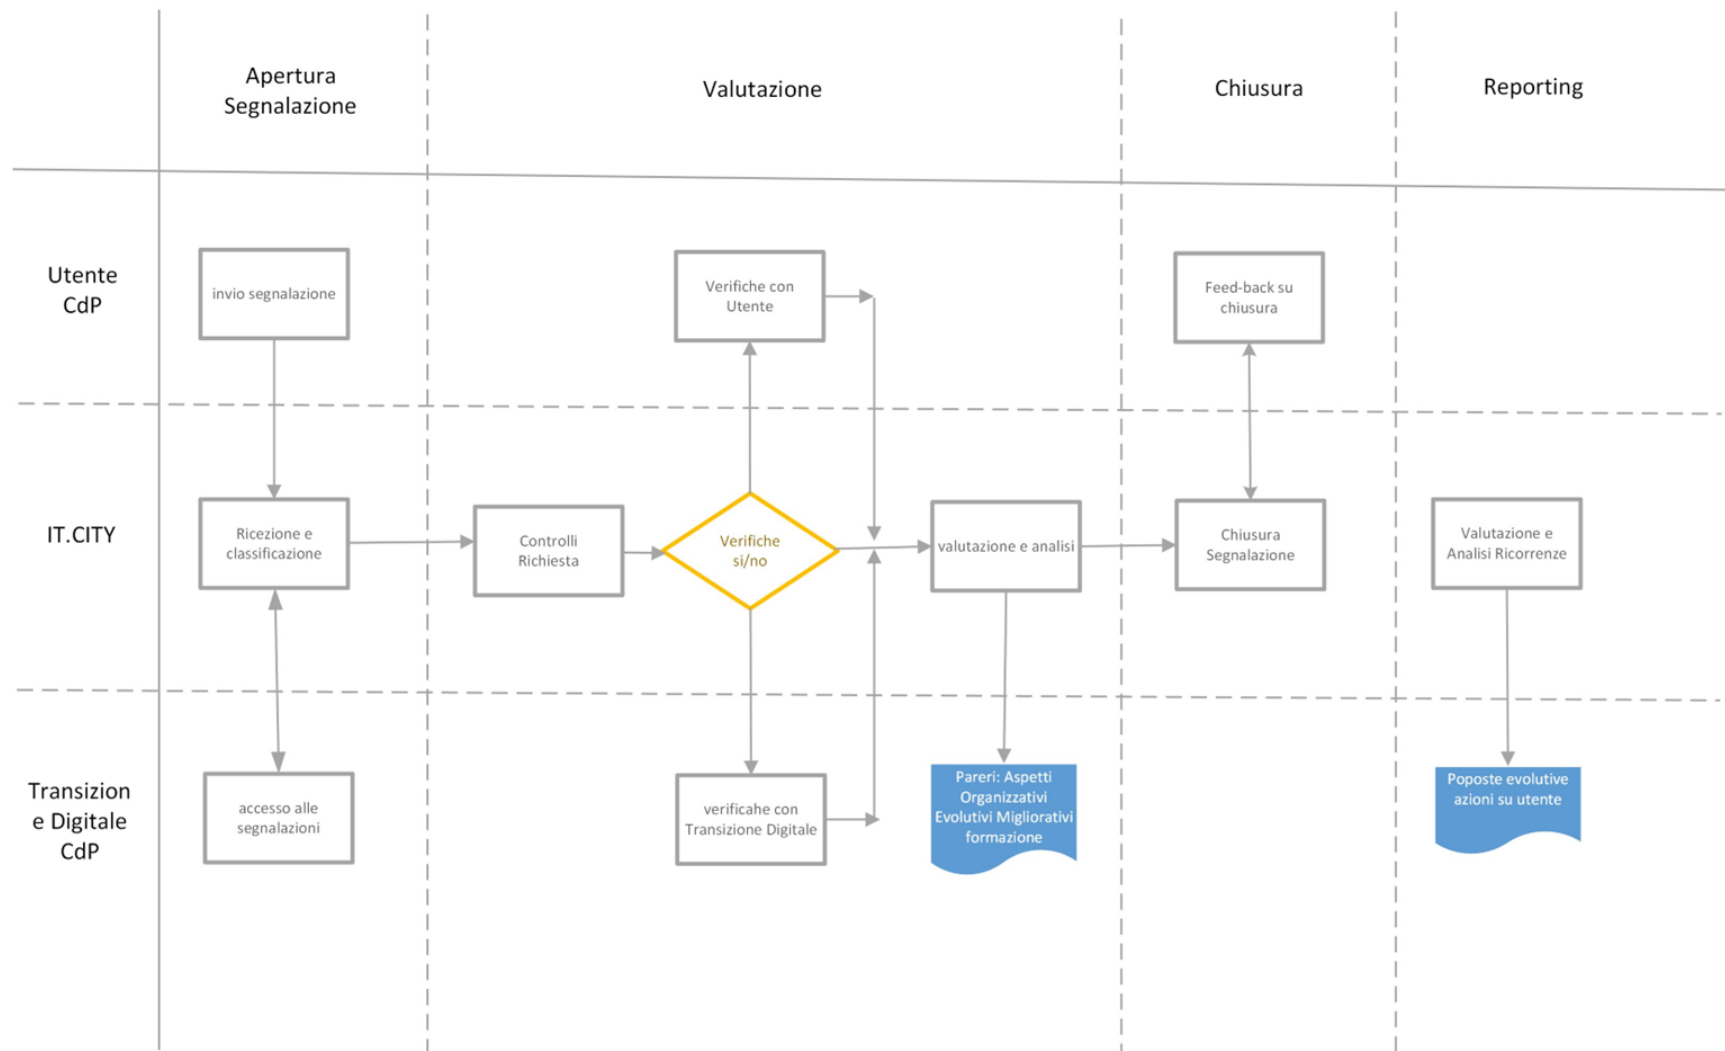 Apertura
Segnalazione
Valutazione
Chiusura
Reporting
Utente
CdP
invio segnalazione
Verifiche con
Utente
Feed-back su
chiusura
IT.CITY
Ricezione e
classificazione
Controlli
Richiesta
Verifiche
si/no
valutazione e analisi
Chiusura
Segnalazione
Valutazione e
Analisi Ricorrenze
Transizion
e Digitale
CdP
accesso alle
segnalazioni
verificahe con
Transizione Digitale
Pareri: Aspetti
Organizzativi
Evolutivi Migliorativi
formazione
Poposte evolutive
azioni su utente